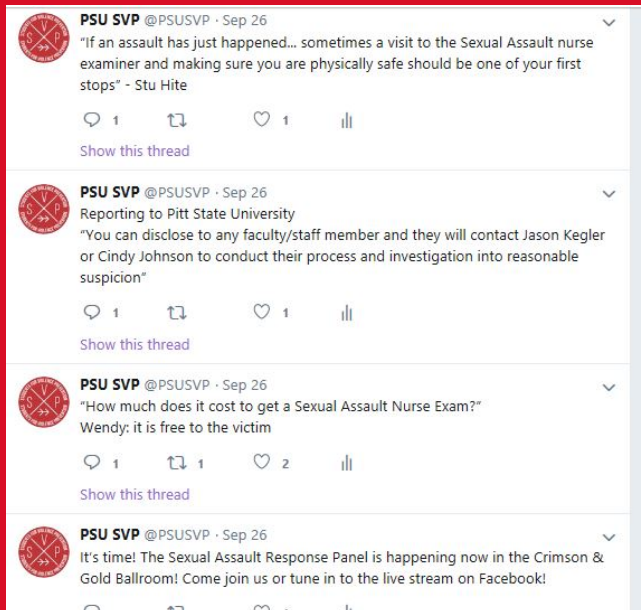 PSU SVP @PSUSVP · Sep 26
“If an assault has just happened... sometimes a visit to the Sexual Assault nurse
examiner and making sure you are physically safe should be one of your first
stops” - Stu Hite
1 1
Show this thread
PSU SVP @PSUSVP · Sep 26
Reporting to Pitt State University
“You can disclose to any faculty/staff member and they will contact Jason Kegler
or Cindy Johnson to conduct their process and investigation into reasonable
suspicion”
1 1
Show this thread
PSU SVP @PSUSVP · Sep 26
“How much does it cost to get a Sexual Assault Nurse Exam?”
Wendy: it is free to the victim
1 1 2
Show this thread
PSU SVP @PSUSVP · Sep 26
It's time! The Sexual Assault Response Panel is happening now in the Crimson &
Gold Ballroom! Come join us or tune in to the live stream on Facebook!